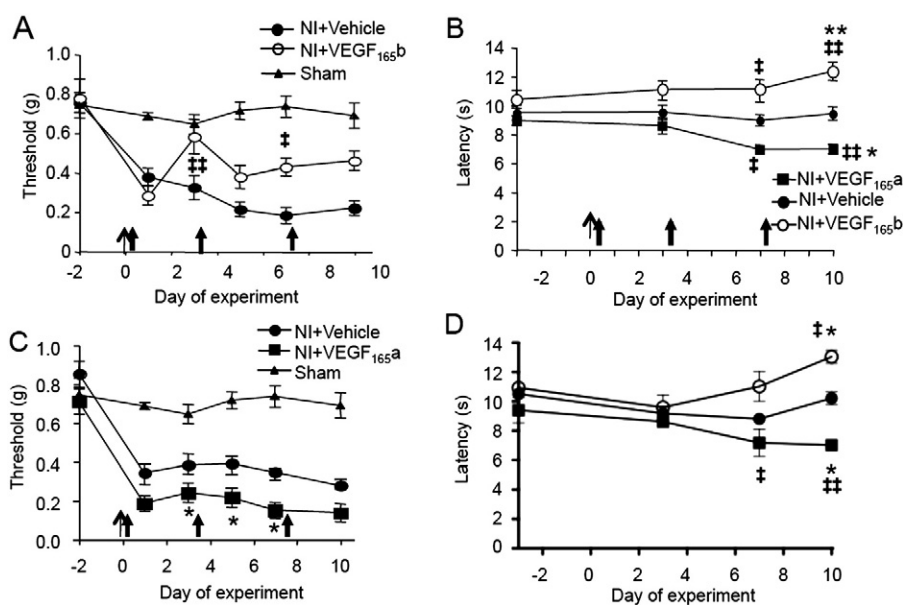 A
NI+Vehicle
NI+VEGF165b
Sham
Threshold (g)
1.0
0.8
0.6
0.4
0.2
0
‡‡
‡
-2 0 2 4 6 8 10
Day of experiment
B
Latency (s)
14
12
10
8
6
4
2
0
**
‡‡
‡
‡
‡‡ *
NI+VEGF165a
NI+Vehicle
NI+VEGF165b
-2 0 2 4 6 8 10
Day of experiment
C
NI+Vehicle
NI+VEGF165a
Sham
Threshold (g)
1.0
0.8
0.6
0.4
0.2
0.0
* * *
-2 0 2 4 6 8 10
Day of experiment
D
Latency (s)
14
12
10
8
6
4
2
0
‡ *
‡
*
‡‡
-2 0 2 4 6 8 10
Day of experiment